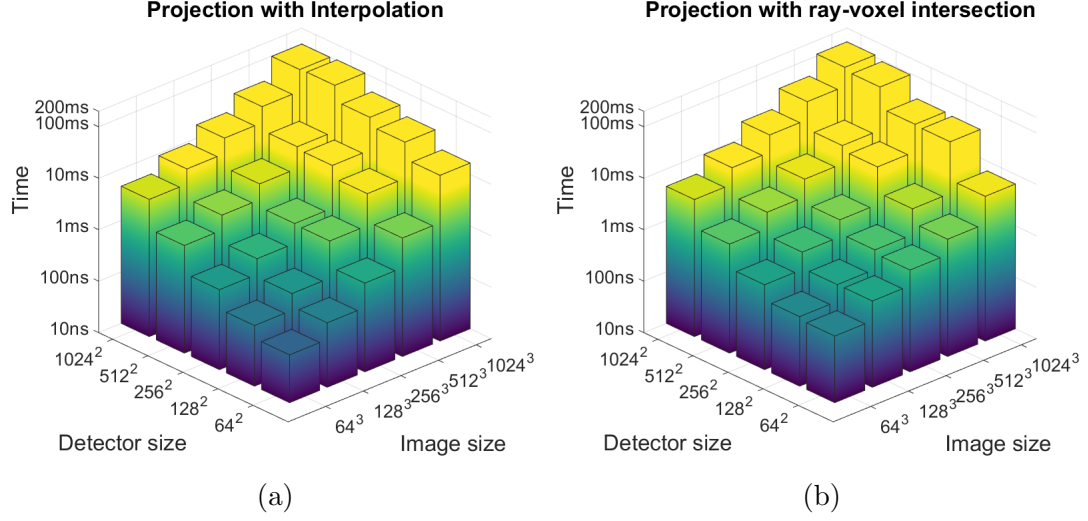 Projection with Interpolation
200ms
100ms
10ms
1ms
100ns
10ns
Time
1024²
512²
256²
128²
64²
Detector size
64³
128³
256³
512³
1024³
Image size
(a)
Projection with ray-voxel intersection
200ms
100ms
10ms
1ms
100ns
10ns
Time
1024²
512²
256²
128²
64²
Detector size
64³
128³
256³
512³
1024³
Image size
(b)